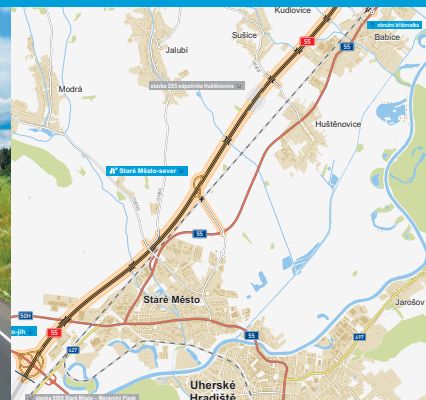 Kudlovice
okružní křižovatka
Sušice
55
55
Babice
Jalubí
stavba D55 odpočívka Huštěnovice
Modrá
Huštěnovice
Staré Město-sever
55
Jarošov
Staré Město
50H
o-jih
55
55
497
427
Uherské
Hradiště